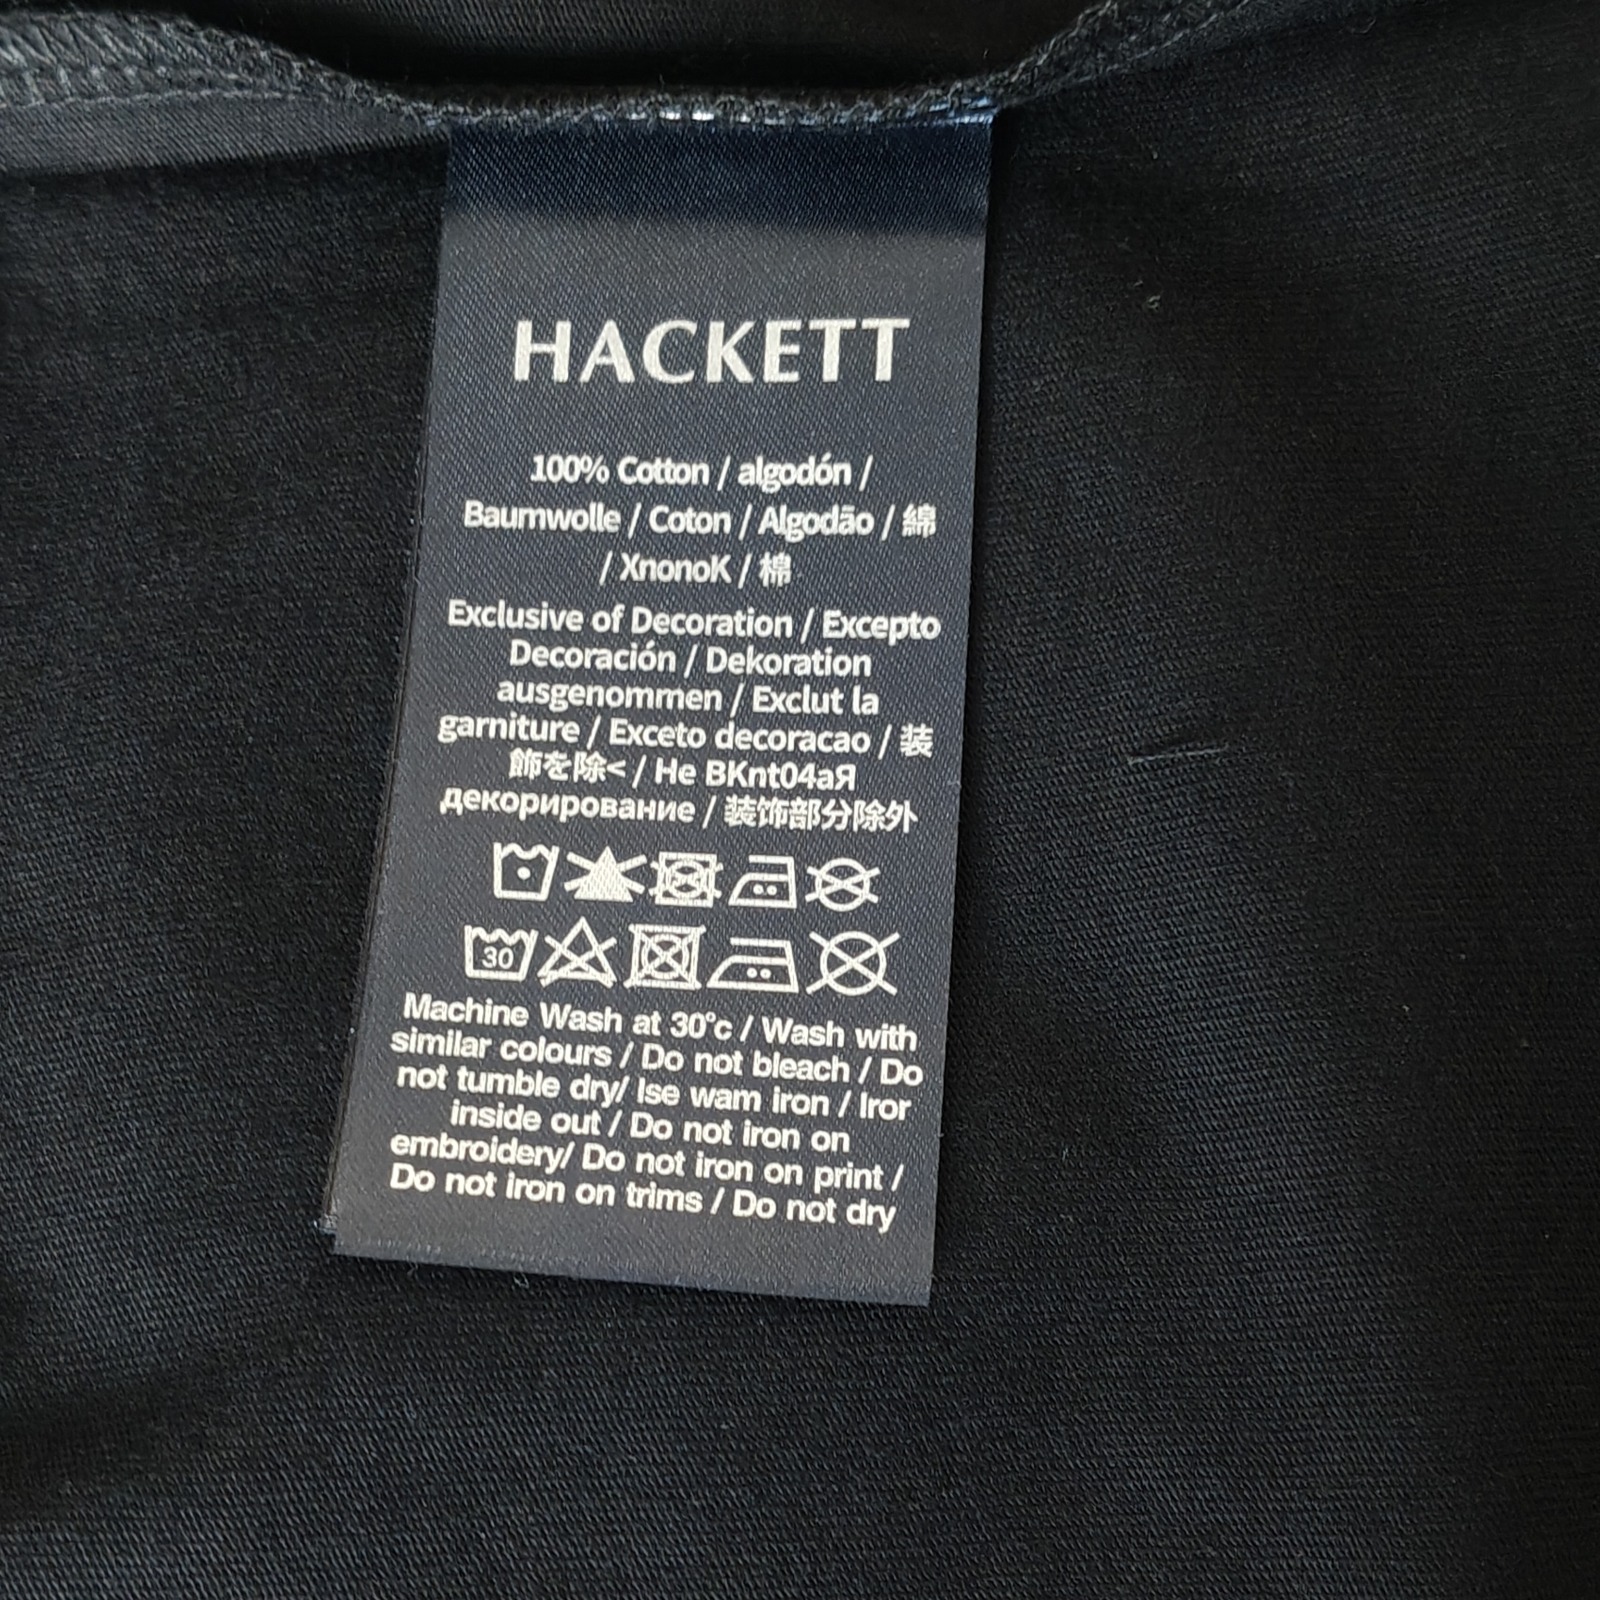 HACKETT
100% Cotton / algodón /
Baumwolle / Coton / Algodão / 綿
/ XnonoK / 棉
Exclusive of Decoration / Excepto
Decoración / Dekoration
ausgenommen / Exclut la
garniture / Exceto decoracao / 装
飾を除< / He BKnt04aЯ
декорирование / 装饰部分除外
30
Machine Wash at 30°c / Wash with
similar colours / Do not bleach / Do
not tumble dry/ Ise wam iron / Iror
inside out / Do not iron on
embroidery/ Do not iron on print /
Do not iron on trims / Do not dry